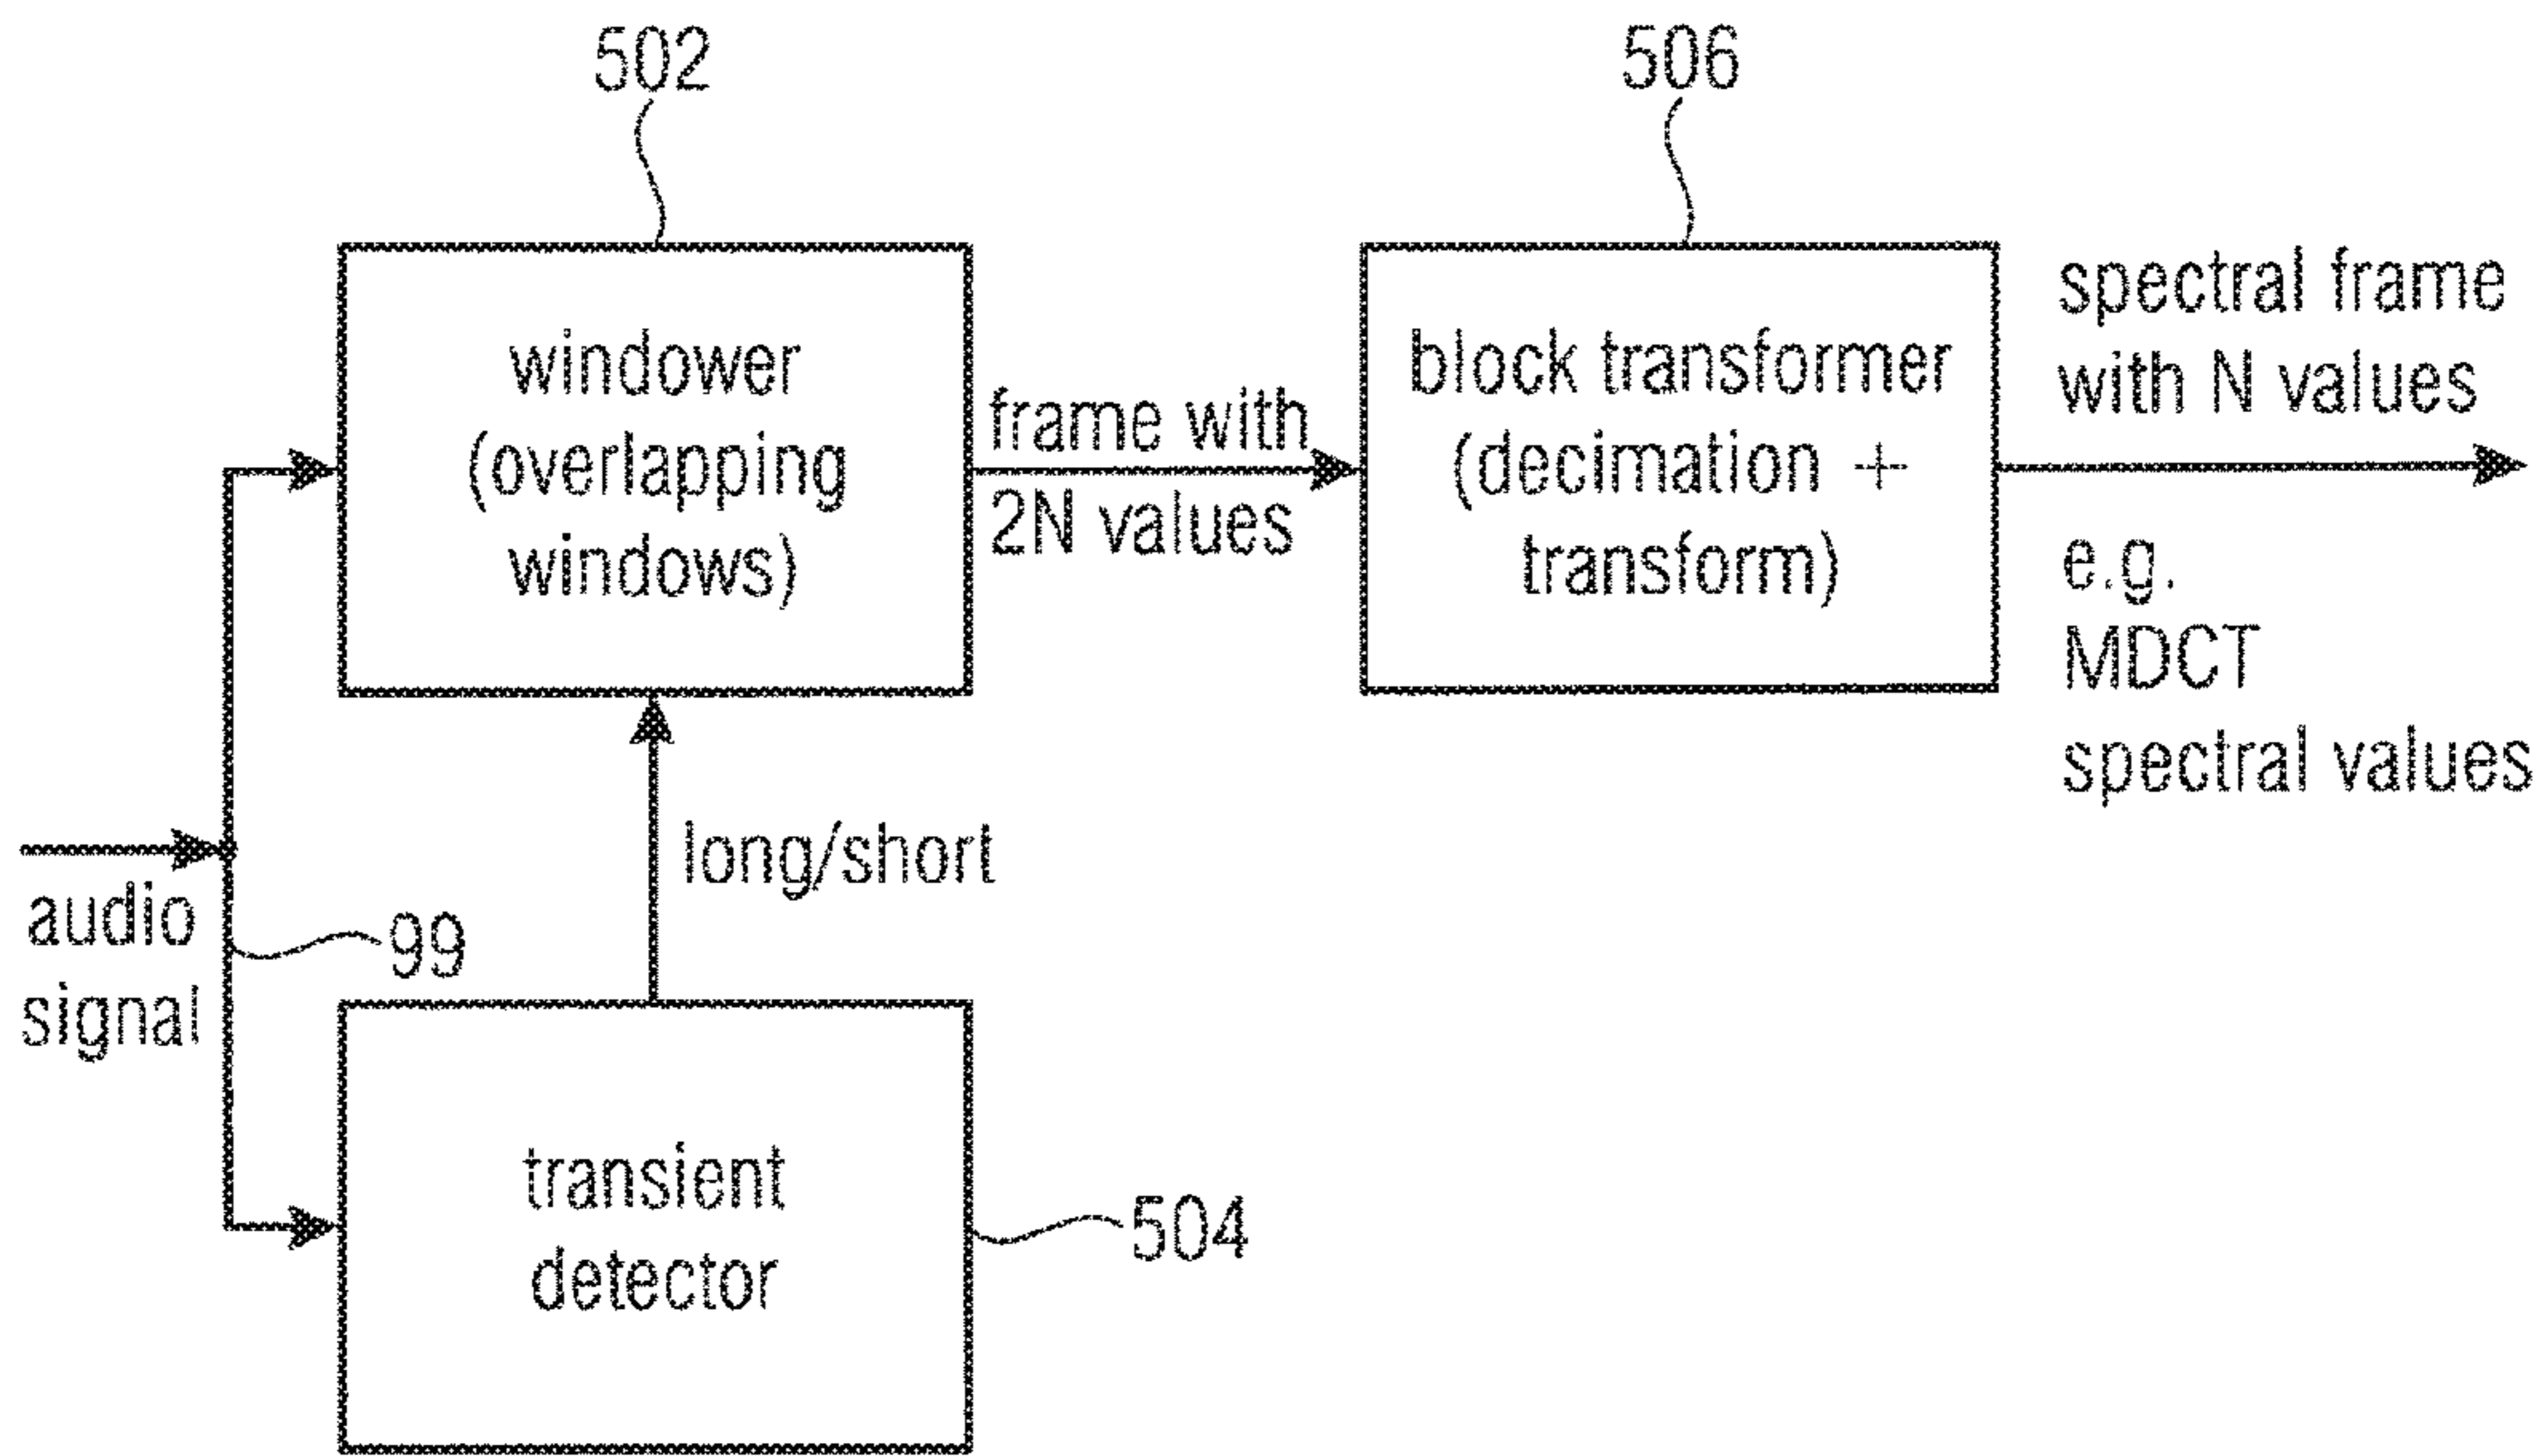 502
506
windower
(overlapping
windows)
frame with
2N values
block transformer
(decimation +
transform)
spectral frame
with N values
e.g.
MDCT
spectral values
long/short
audio
signal
99
transient
detector
504